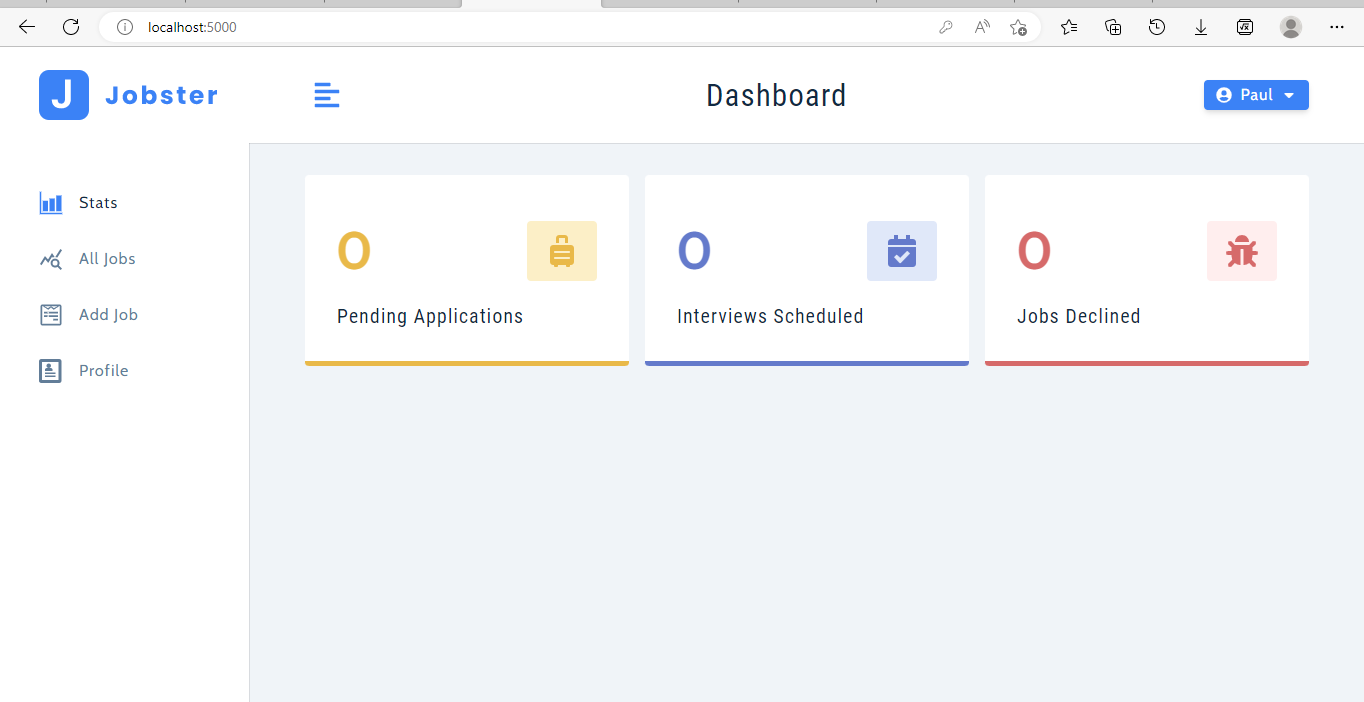 localhost:5000
J Jobster
Dashboard
Paul
Stats
All Jobs
Add Job
Profile
0
Pending Applications
0
Interviews Scheduled
0
Jobs Declined